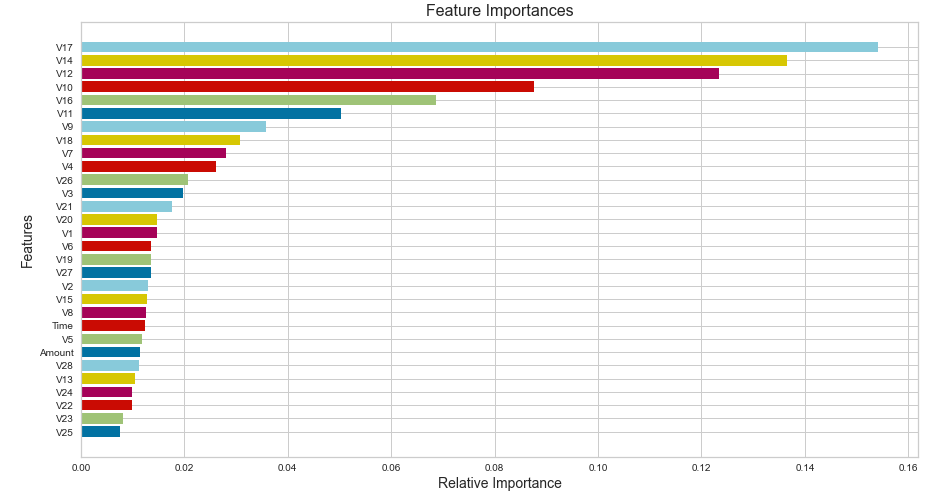 Feature Importances
V17
V14
V12
V10
V16
V11
V9
V18
V7
V4
V26
V3
V21
V20
V1
V6
V19
V27
V2
V15
V8
Time
V5
Amount
V28
V13
V24
V22
V23
V25
Features
0.00 0.02 0.04 0.06 0.08 0.10 0.12 0.14 0.16
Relative Importance